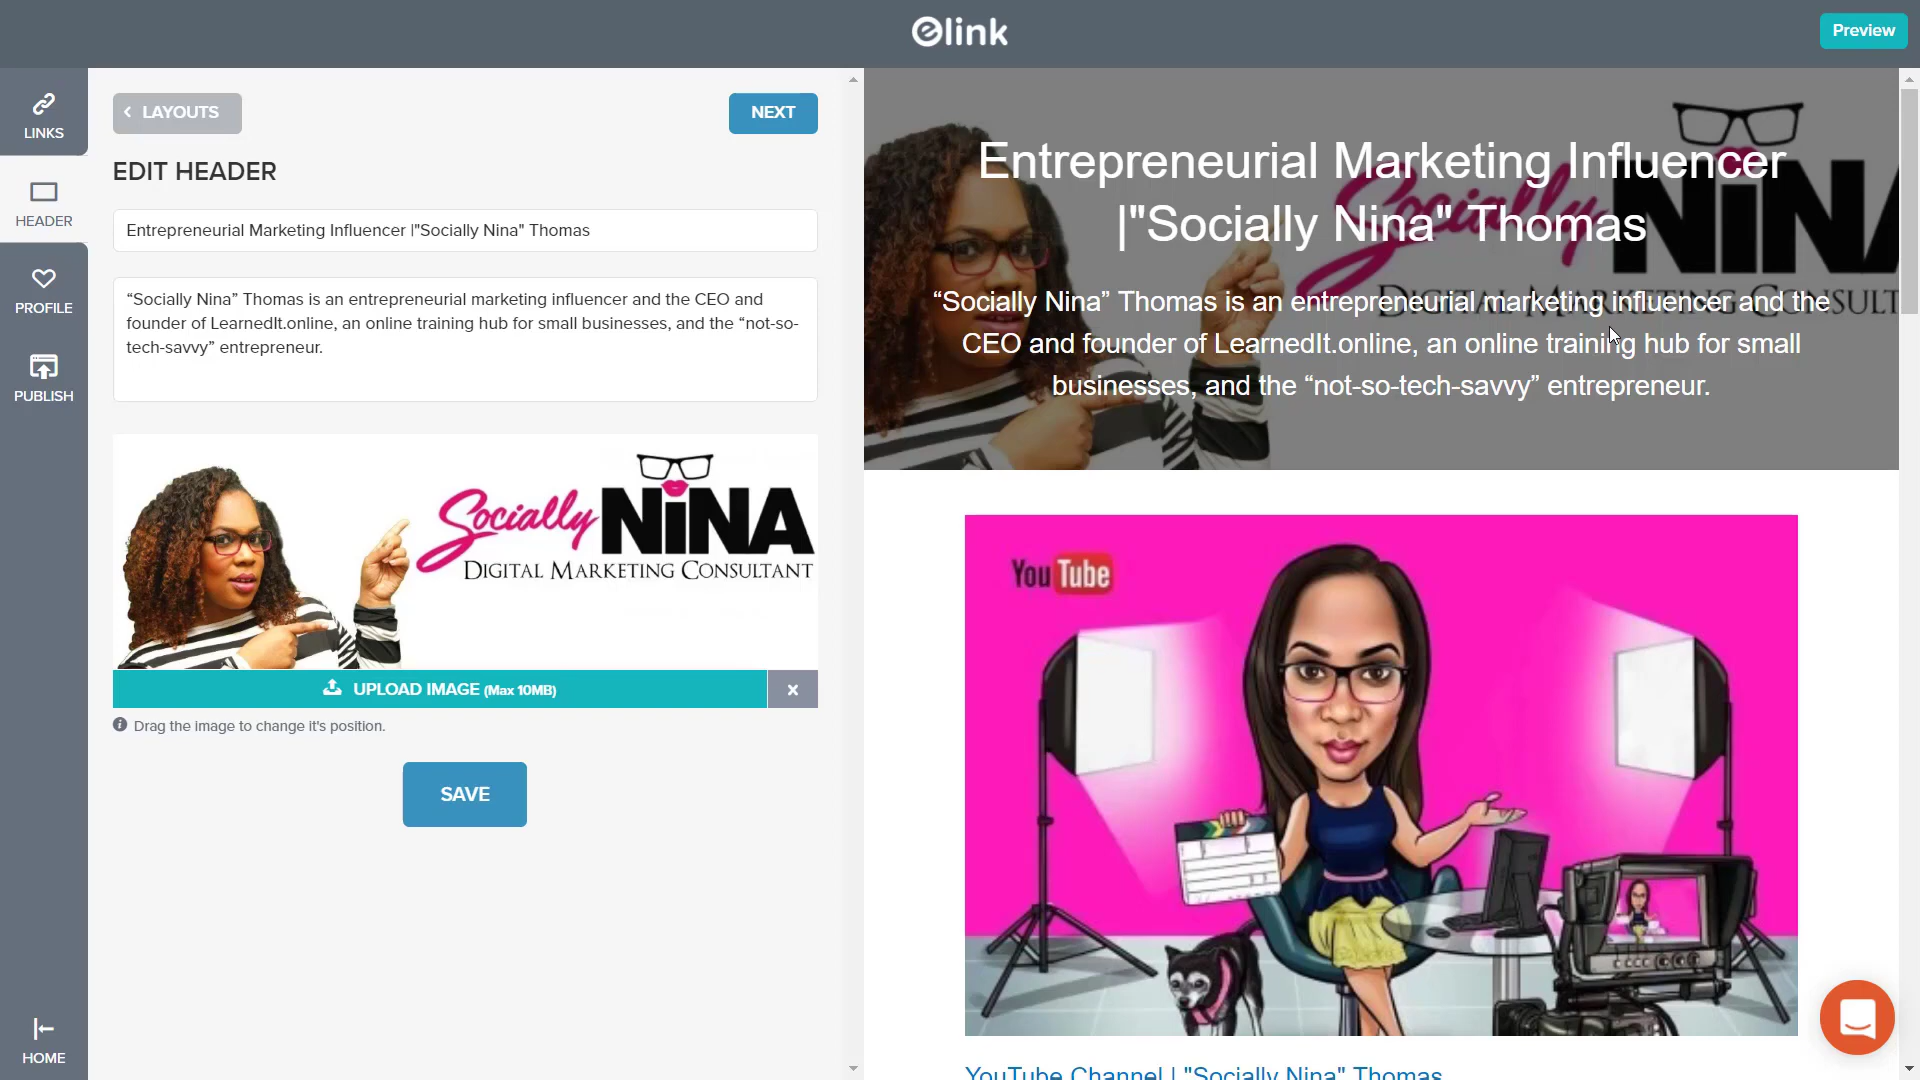 elink
Preview
LINKS
HEADER
PROFILE
PUBLISH
HOME
LAYOUTS
NEXT
EDIT HEADER
Entrepreneurial Marketing Influencer |"Socially Nina" Thomas
“Socially Nina” Thomas is an entrepreneurial marketing influencer and the CEO and
founder of LearnedIt.online, an online training hub for small businesses, and the “not-so-
tech-savvy” entrepreneur.
Socially NiNA
DIGITAL MARKETING CONSULTANT
UPLOAD IMAGE (Max 10MB)
Drag the image to change it's position.
SAVE
Socially NiNA
DIGITAL MARKETING CONSULT
Entrepreneurial Marketing Influencer
|"Socially Nina" Thomas
“Socially Nina” Thomas is an entrepreneurial marketing influencer and the
CEO and founder of LearnedIt.online, an online training hub for small
businesses, and the “not-so-tech-savvy” entrepreneur.
YouTube
YouTube Channel | "Socially Nina" Thomas